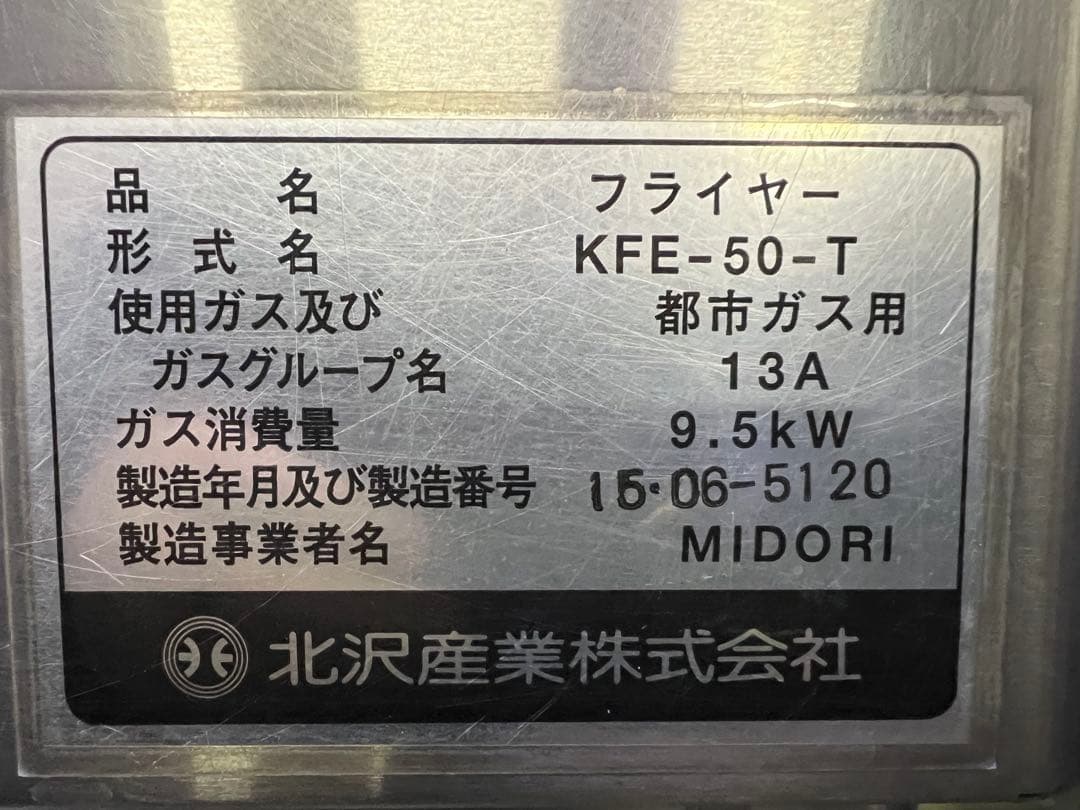 品名 フライヤー
形式名 KFE-50-T
使用ガス及び 都市ガス用
ガスグループ名 13A
ガス消費量 9.5kW
製造年月及び製造番号 15・06-5120
製造事業者名 MIDORI
北沢産業株式会社